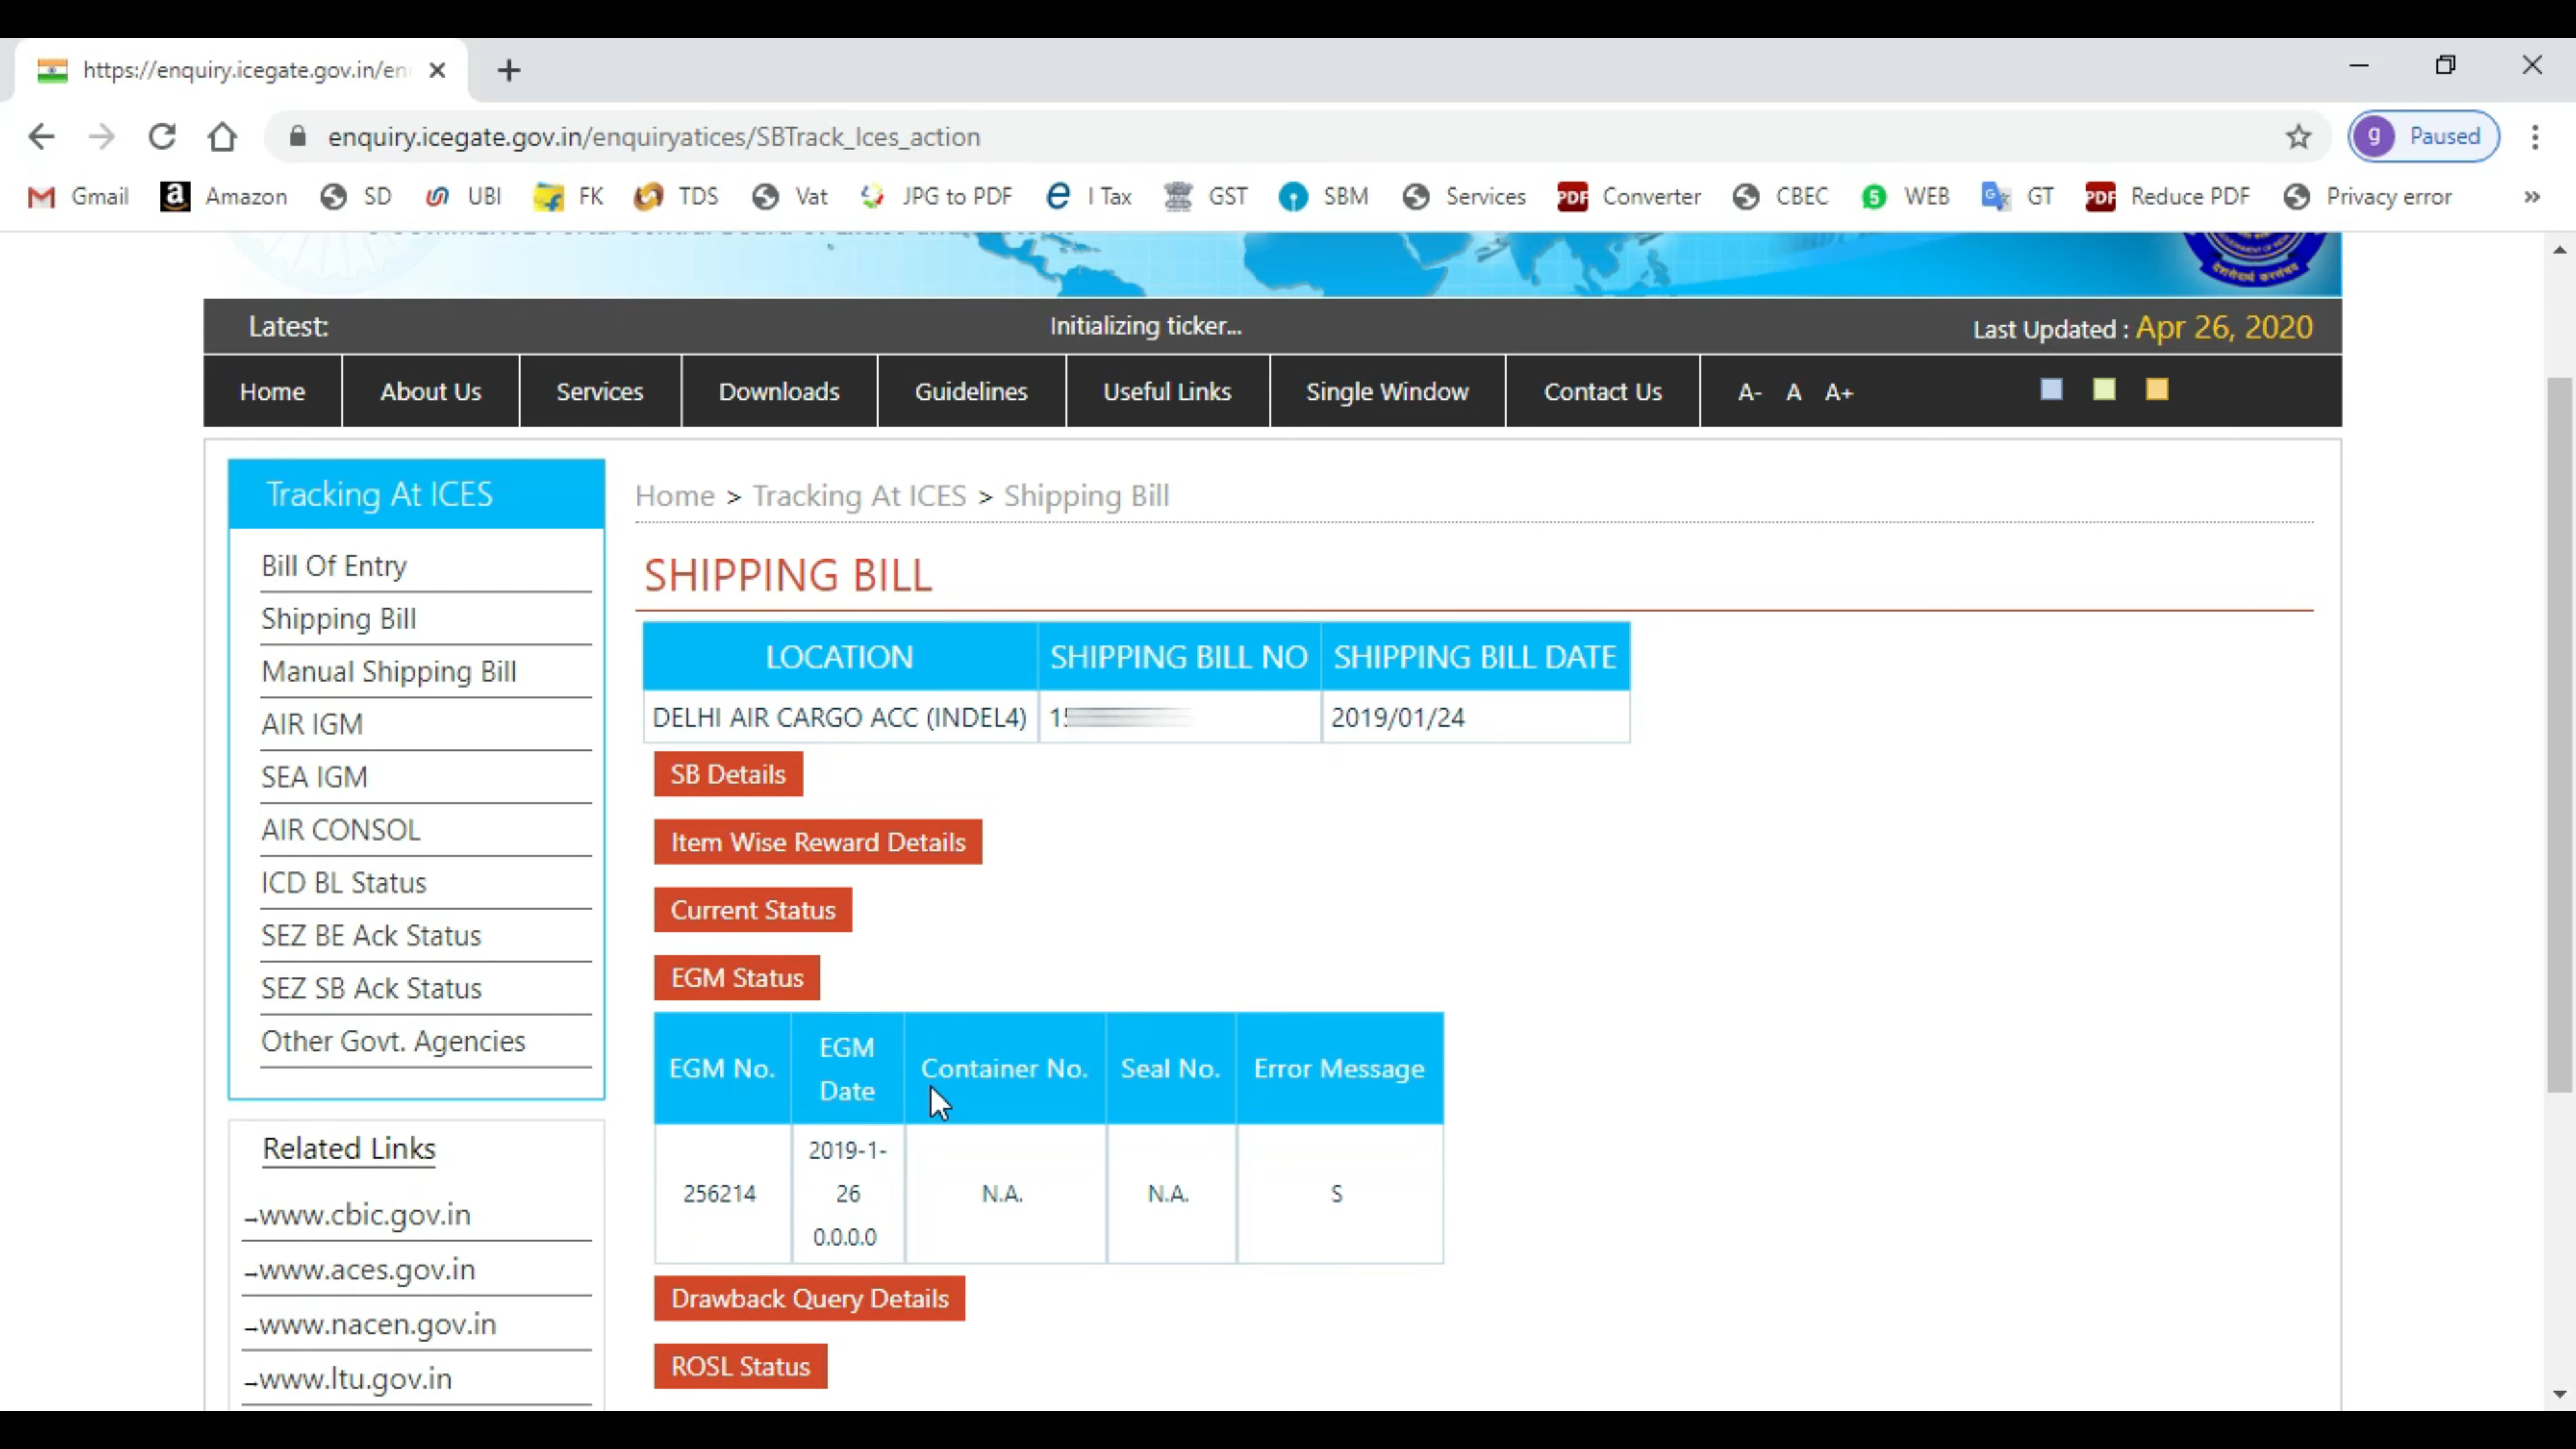 https://enquiry.icegate.gov.in/en
enquiry.icegate.gov.in/enquiryatices/SBTrack_Ices_action
g Paused
Gmail Amazon SD UBI FK TDS Vat JPG to PDF I Tax GST SBM Services Converter CBEC WEB GT Reduce PDF Privacy error »
Latest: Initializing ticker... Last Updated : Apr 26, 2020
Home About Us Services Downloads Guidelines Useful Links Single Window Contact Us A- A A+
Tracking At ICES
Bill Of Entry
Shipping Bill
Manual Shipping Bill
AIR IGM
SEA IGM
AIR CONSOL
ICD BL Status
SEZ BE Ack Status
SEZ SB Ack Status
Other Govt. Agencies
Related Links
www.cbic.gov.in
www.aces.gov.in
www.nacen.gov.in
www.ltu.gov.in
Home > Tracking At ICES > Shipping Bill
SHIPPING BILL
LOCATION SHIPPING BILL NO SHIPPING BILL DATE
DELHI AIR CARGO ACC (INDEL4) 2019/01/24
SB Details
Item Wise Reward Details
Current Status
EGM Status
EGM No. EGM Date Container No. Seal No. Error Message
256214 2019-1-26 0.0.0.0 N.A. N.A. S
Drawback Query Details
ROSL Status